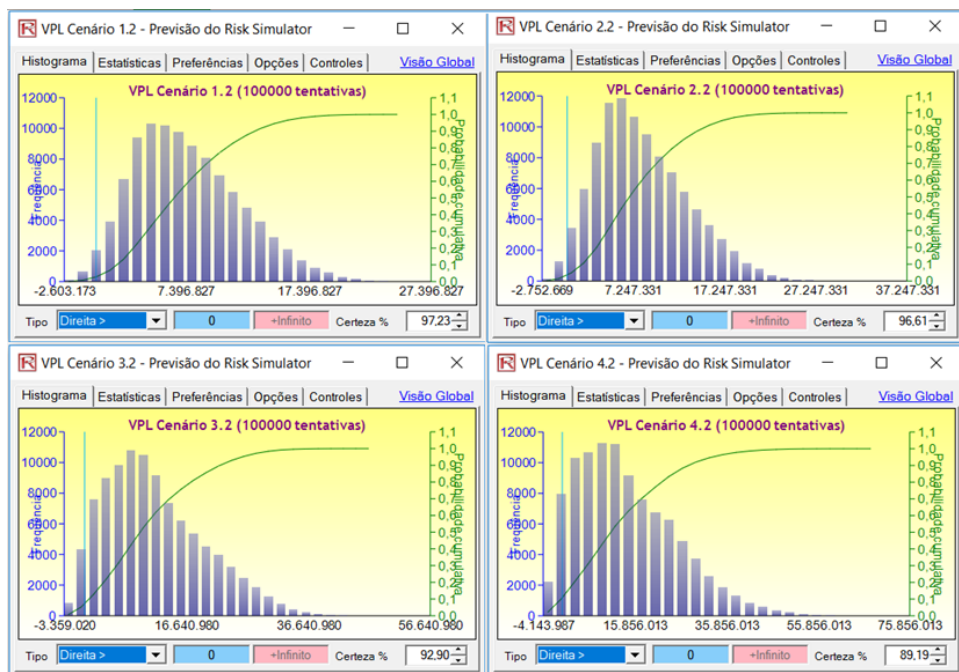 VPL Cenário 1.2 - Previsão do Risk Simulator
Histograma Estatísticas Preferências Opções Controles Visão Global
VPL Cenário 1.2 (100000 tentativas)
12000
10000
8000
6000
4000
2000
0
Frequência
1,1
1,0
0,9
0,8
0,7
0,6
0,5
0,4
0,3
0,2
0,1
0,0
Probabilidade cumulativa
-2.603.173 7.396.827 17.396.827 27.396.827
Tipo Direita > 0 +Infinito Certeza % 97,23
VPL Cenário 2.2 - Previsão do Risk Simulator
Histograma Estatísticas Preferências Opções Controles Visão Global
VPL Cenário 2.2 (100000 tentativas)
12000
10000
8000
6000
4000
2000
0
Frequência
1,1
1,0
0,9
0,8
0,7
0,6
0,5
0,4
0,3
0,2
0,1
0,0
Probabilidade cumulativa
-2.752.669 7.247.331 17.247.331 27.247.331 37.247.331
Tipo Direita > 0 +Infinito Certeza % 96,61
VPL Cenário 3.2 - Previsão do Risk Simulator
Histograma Estatísticas Preferências Opções Controles Visão Global
VPL Cenário 3.2 (100000 tentativas)
12000
10000
8000
6000
4000
2000
0
Frequência
1,1
1,0
0,9
0,8
0,7
0,6
0,5
0,4
0,3
0,2
0,1
0,0
Probabilidade cumulativa
-3.359.020 16.640.980 36.640.980 56.640.980
Tipo Direita > 0 +Infinito Certeza % 92,90
VPL Cenário 4.2 - Previsão do Risk Simulator
Histograma Estatísticas Preferências Opções Controles Visão Global
VPL Cenário 4.2 (100000 tentativas)
12000
10000
8000
6000
4000
2000
0
Frequência
1,1
1,0
0,9
0,8
0,7
0,6
0,5
0,4
0,3
0,2
0,1
0,0
Probabilidade cumulativa
-4.143.987 15.856.013 35.856.013 55.856.013 75.856.013
Tipo Direita > 0 +Infinito Certeza % 89,19